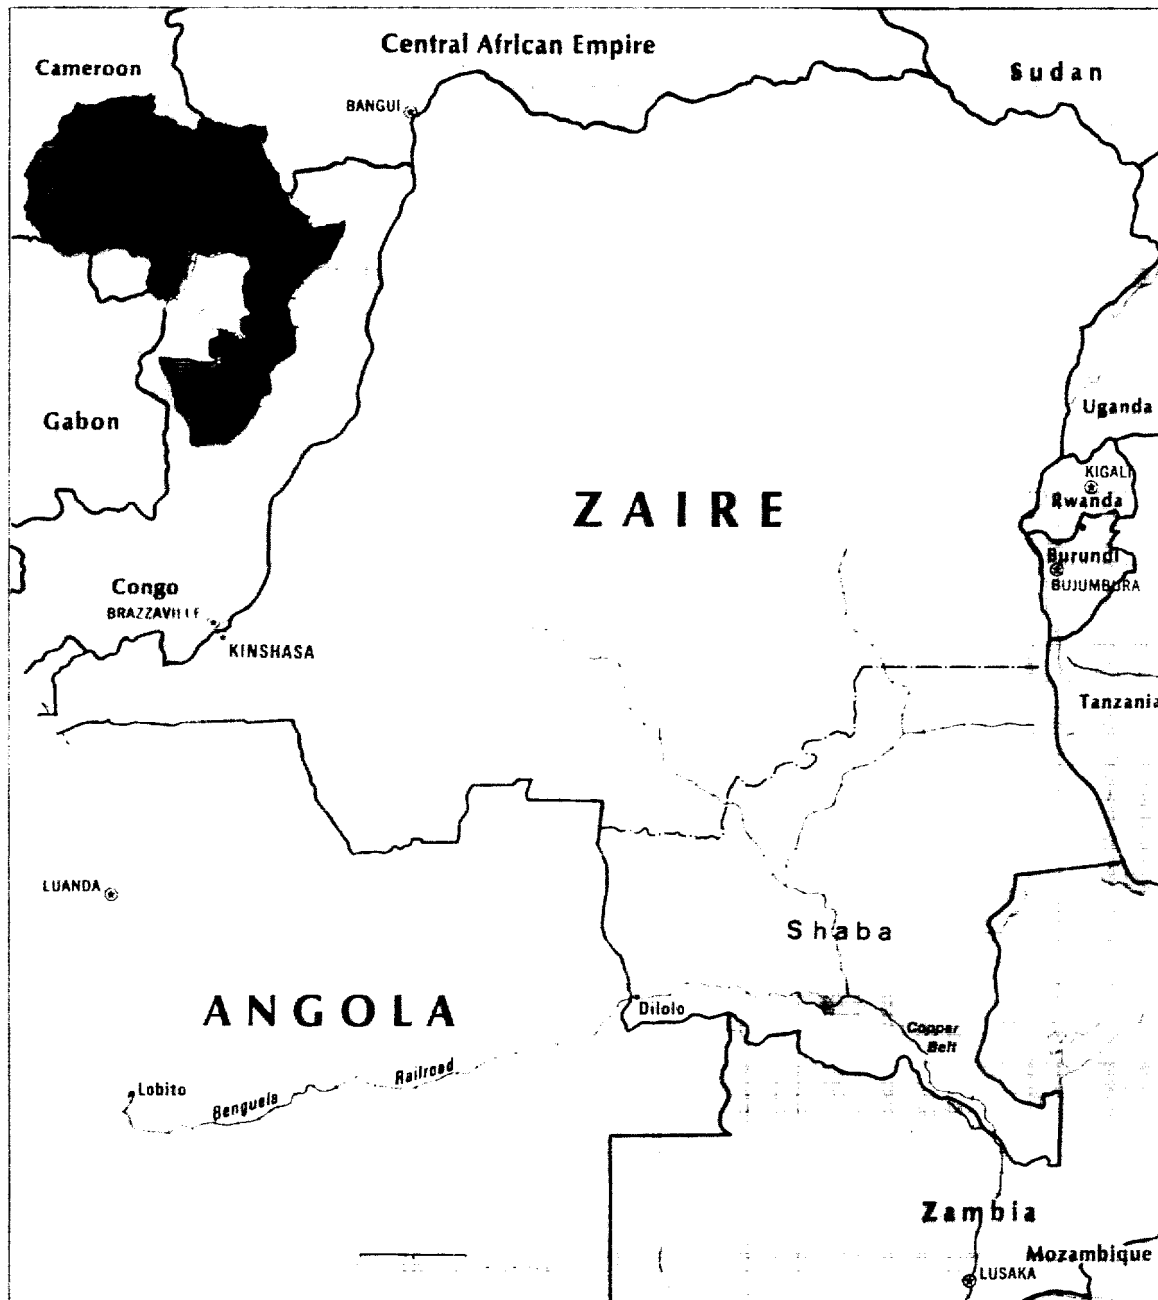 Central African Empire
Cameroon
Sudan
BANGUI
Uganda
Gabon
KIGALI
ZAIRE
Rwanda
Burundi
Congo
BUJUMBURA
BRAZZAVILLE
KINSHASA
Tanzania
LUANDA
Shaba
ANGOLA
Dilolo
Copper
Belt
Lobito
Benguela Railroad
Zambia
Mozambique
LUSAKA